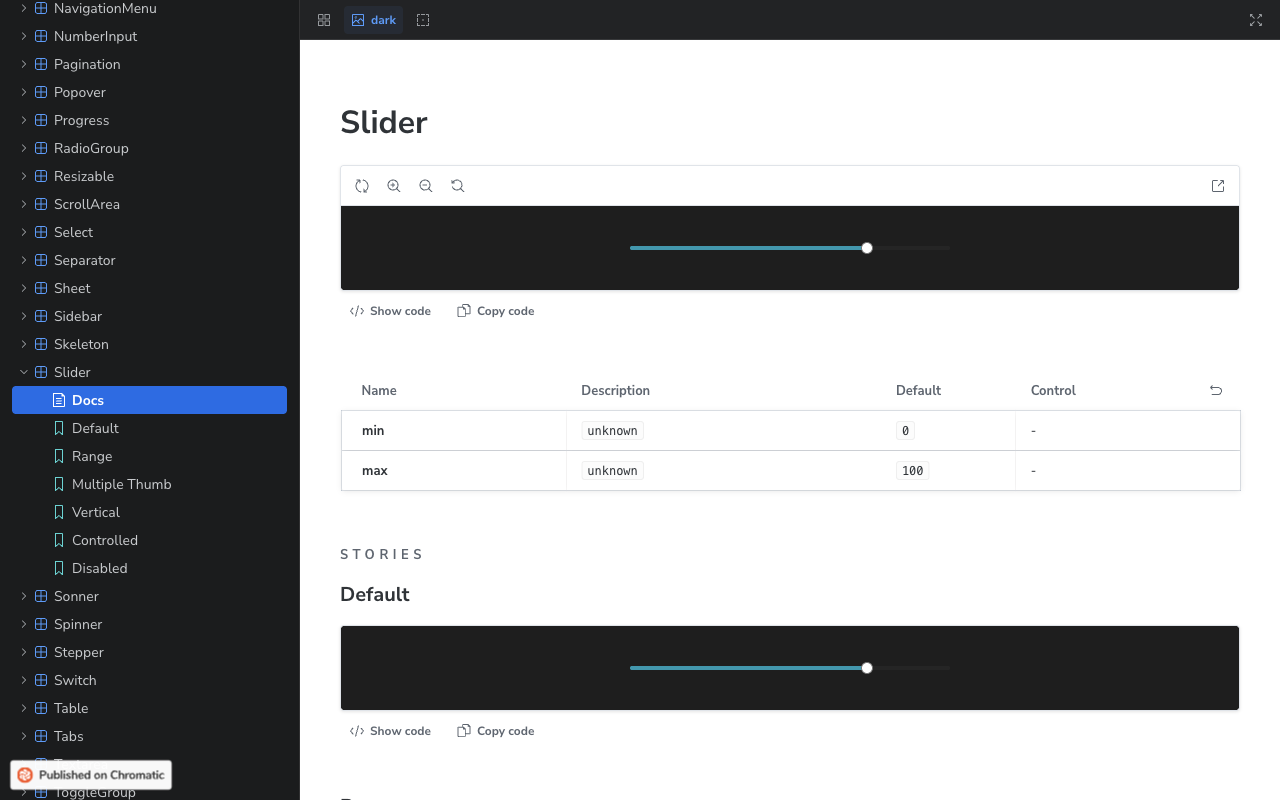 NavigationMenu
NumberInput
Pagination
Popover
Progress
RadioGroup
Resizable
ScrollArea
Select
Separator
Sheet
Sidebar
Skeleton
Slider
Docs
Default
Range
Multiple Thumb
Vertical
Controlled
Disabled
Sonner
Spinner
Stepper
Switch
Table
Tabs
Published on Chromatic
ToggleGroup
dark
Slider
Show code
Copy code
Name Description Default Control
min unknown 0 -
max unknown 100 -
STORIES
Default
Show code
Copy code